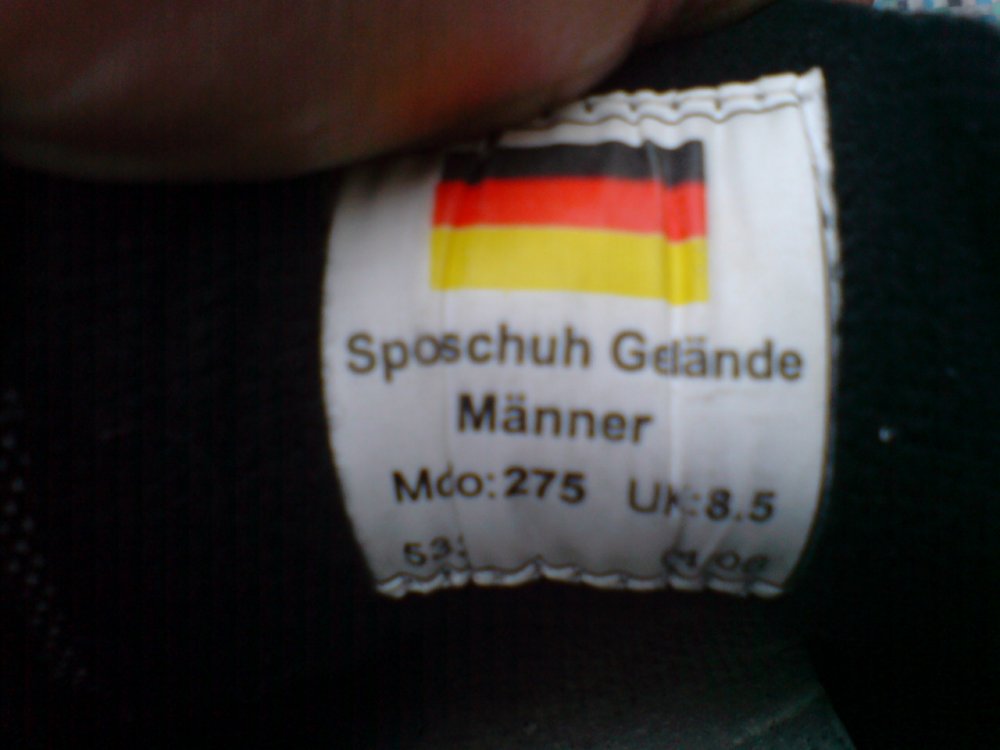 Sposchuh Gelände
Männer
Mdo: 275 UK: 8.5